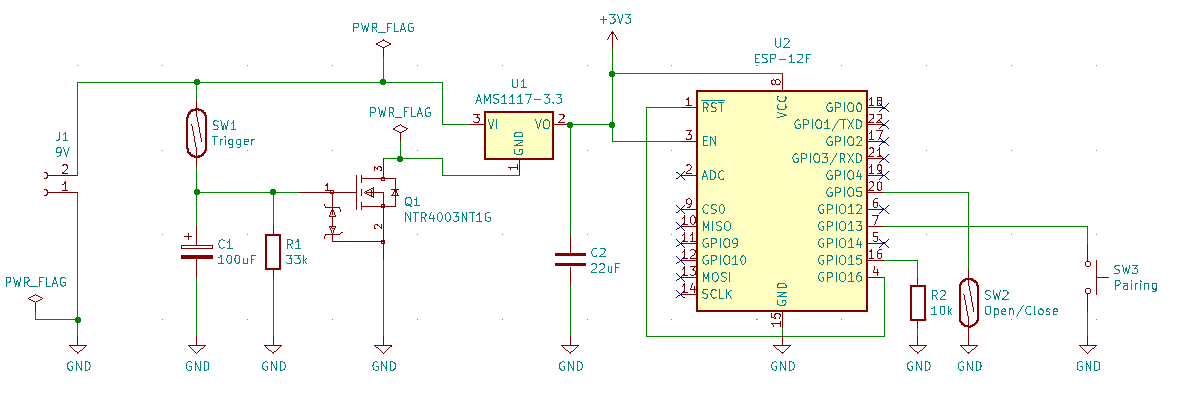 PWR_FLAG
+3V3
U2
ESP-12F
8
VCC
U1
AMS1117-3.3
3 VI VO 2
GND
1
PWR_FLAG
SW1
Trigger
J1
9V
2
1
3
1
Q1
NTR4003NT1G
2
+
C1
100uF
R1
33k
C2
22uF
PWR_FLAG
1 RST GPIO0 18
GPIO1/TXD 22
3 EN GPIO2 17
GPIO3/RXD 21
2 ADC GPIO4 19
GPIO5 20
9 CS0 GPIO12 6
10 MISO GPIO13 7
11 GPIO9 GPIO14 5
12 GPIO10 GPIO15 16
13 MOSI GPIO16 4
14 SCLK
GND
15
R2
10k
SW2
Open/Close
SW3
Pairing
GND GND GND GND GND GND GND GND GND